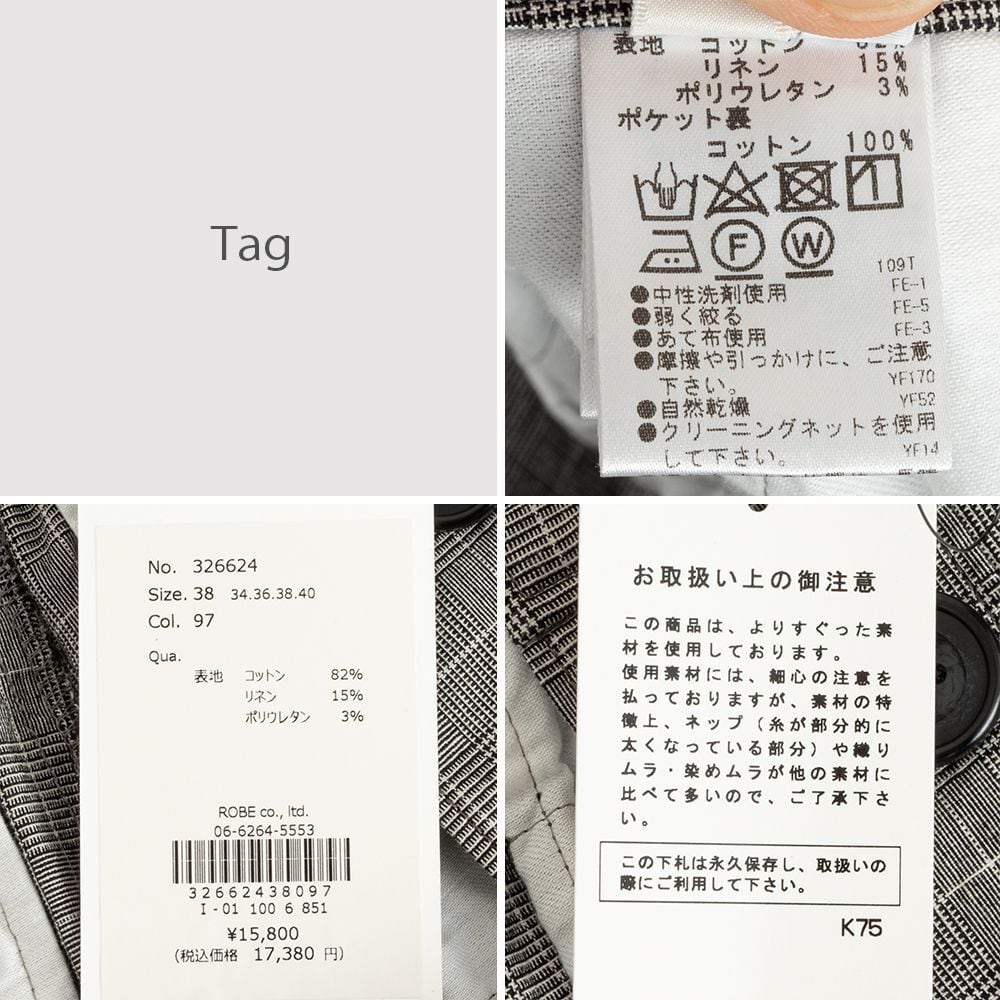 Tag
表地 コットン 82%
リネン 15%
ポリウレタン 3%
ポケット裏
コットン 100%
F W
109T
●中性洗剤使用 FE-1
●弱く絞る FE-5
●あて布使用 FE-3
●摩擦や引っかけに、ご注意
下さい。 YF170
●自然乾燥 YF52
●クリーニングネットを使用
して下さい。 YF14
No. 326624
Size. 38 34.36.38.40
Col. 97
Qua.
表地 コットン 82%
リネン 15%
ポリウレタン 3%
ROBE co., ltd.
06-6264-5553
32662438097
I-01 100 6 851
¥15,800
(税込価格 17,380 円)
お取扱い上の御注意
この商品は、よりすぐった素
材を使用しております。
使用素材には、細心の注意を
払っておりますが、素材の特
徴上、ネップ(糸が部分的に
太くなっている部分)や織り
ムラ・染めムラが他の素材に
比べて多いので、ご了承下さ
い。
この下札は永久保存し、取扱いの
際にご利用して下さい。
K75